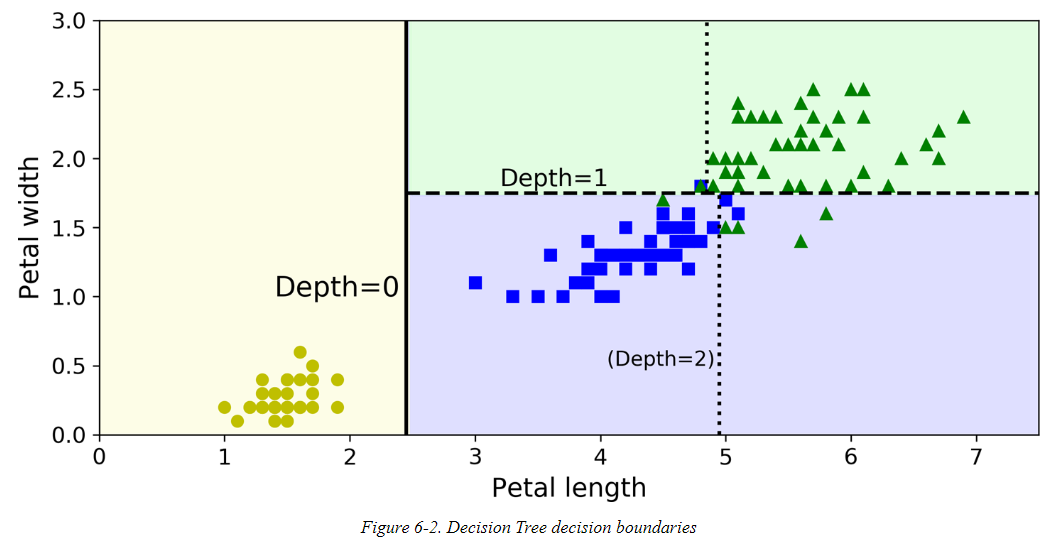 3.0
2.5
2.0
1.5
1.0
0.5
0.0
Petal width
Depth=1
Depth=0
(Depth=2)
0 1 2 3 4 5 6 7
Petal length
Figure 6-2. Decision Tree decision boundaries